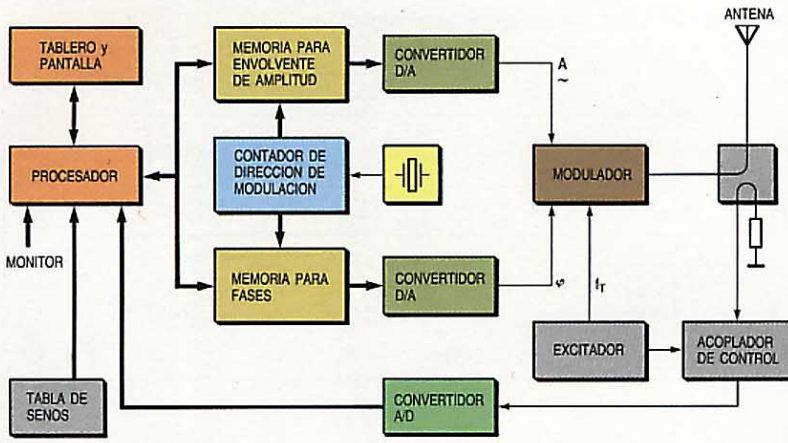 ANTENA
TABLERO y
PANTALLA
MEMORIA PARA
ENVOLVENTE
DE AMPLITUD
CONVERTIDOR
D/A
A
~
PROCESADOR
CONTADOR DE
DIRECCION DE
MODULACION
MODULADOR
MONITOR
MEMORIA PARA
FASES
CONVERTIDOR
D/A
φ
fT
EXCITADOR
ACOPLADOR
DE CONTROL
TABLA DE
SENOS
CONVERTIDOR
A/D